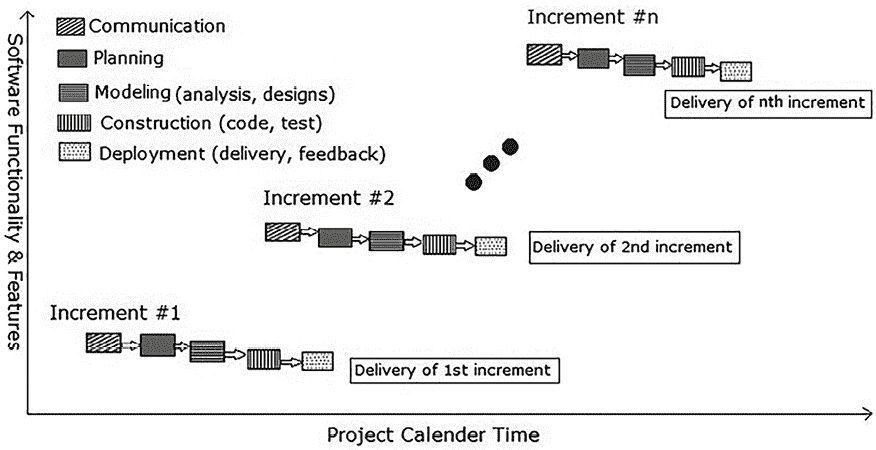 Increment #n
Communication
Planning
Modeling (analysis, designs)
Construction (code, test)
Deployment (delivery, feedback)
Delivery of nth increment
Increment #2
Delivery of 2nd increment
Increment #1
Delivery of 1st increment
Software Functionality & Features
Project Calender Time